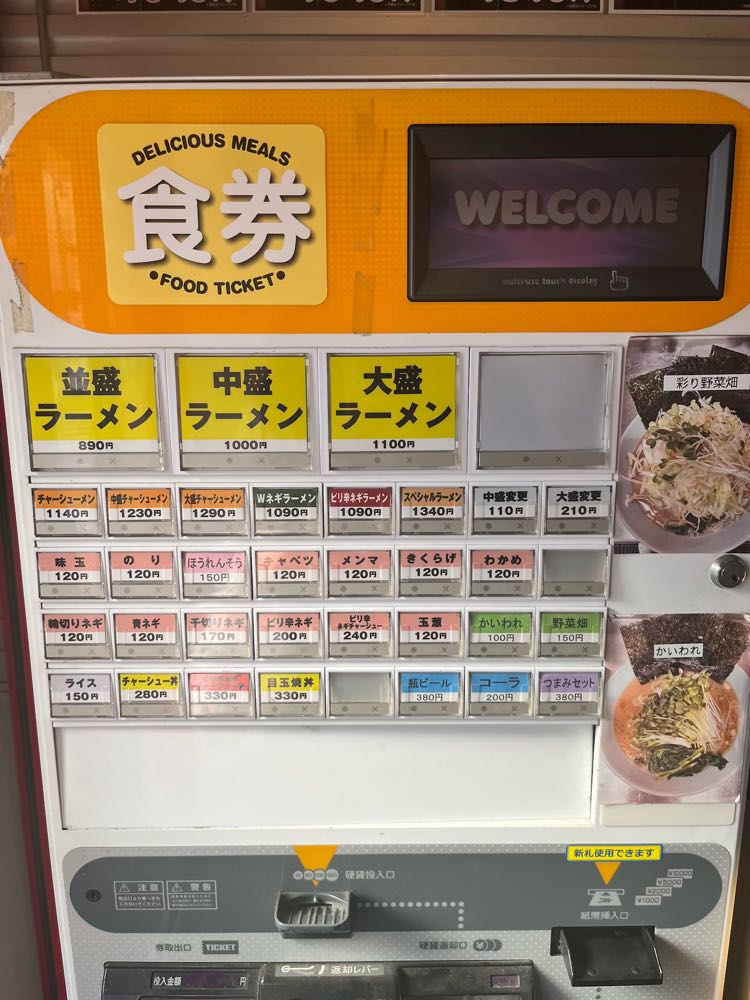 DELICIOUS MEALS
食券
•FOOD TICKET•
WELCOME
multi-use touch display
並盛
ラーメン
890円
中盛
ラーメン
1000円
大盛
ラーメン
1100円
彩り野菜畑
チャーシューメン
1140円
中盛チャーシューメン
1230円
大盛チャーシューメン
1290円
Wネギラーメン
1090円
ピリ辛ネギラーメン
1090円
スペシャルラーメン
1340円
中盛変更
110円
大盛変更
210円
味玉
120円
のり
120円
ほうれんそう
150円
キャベツ
120円
メンマ
120円
きくらげ
120円
わかめ
120円
輪切りネギ
120円
青ネギ
120円
千切りネギ
170円
ピリ辛ネギ
200円
ピリ辛
ネギチャーシュー
240円
玉葱
120円
かいわれ
100円
野菜畑
150円
かいわれ
ライス
150円
チャーシュー丼
280円
330円
目玉焼丼
330円
瓶ビール
380円
コーラ
200円
つまみセット
380円
新札使用できます
注意
警告
硬貨投入口
¥10000
¥5000
¥2000
¥1000
紙幣挿入口
券取出口 TICKET
硬貨返却口
投入金額 円
返却レバー